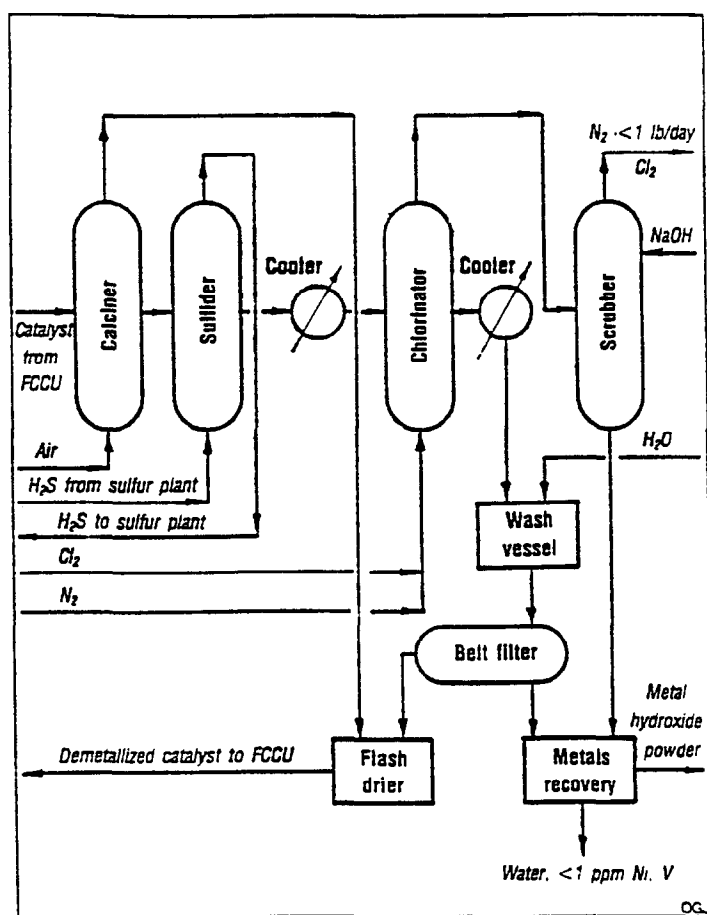 N₂ <1 lb/day
Cl₂
NaOH
Cooler
Cooler
Calciner
Sulfider
Chlorinator
Scrubber
Catalyst
from
FCCU
Air
H₂O
H₂S from sulfur plant
H₂S to sulfur plant
Wash
vessel
Cl₂
N₂
Belt filter
Metal
hydroxide
powder
Demetallized catalyst to FCCU
Flash
drier
Metals
recovery
Water, <1 ppm Ni, V
OG